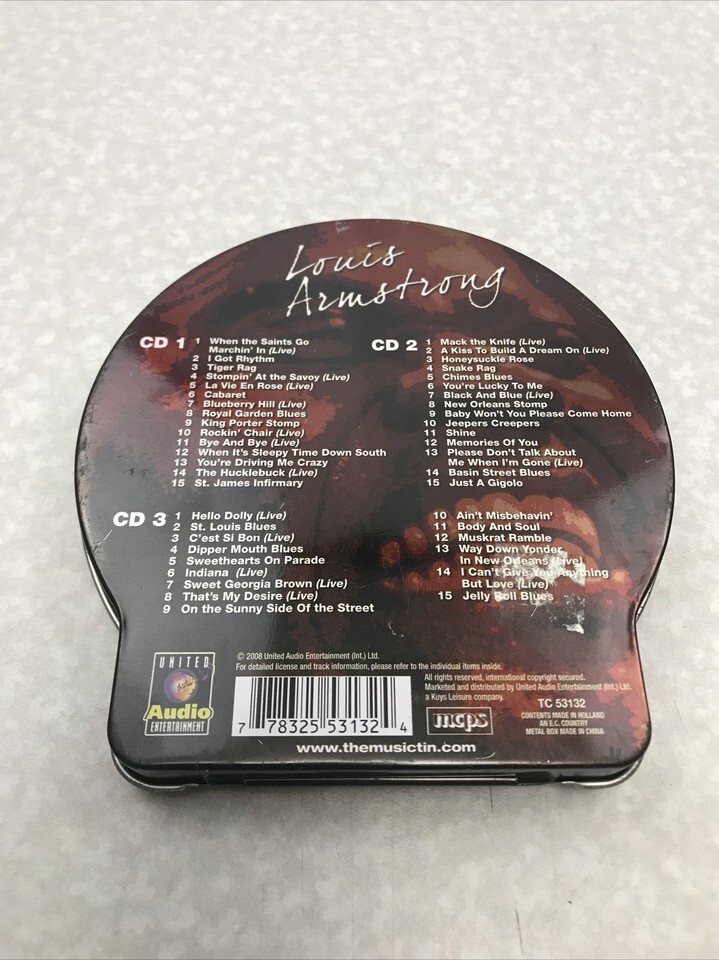 Louis
Armstrong
CD 1
1 When the Saints Go
Marchin' In (Live)
2 I Got Rhythm
3 Tiger Rag
4 Stompin' At the Savoy (Live)
5 La Vie En Rose (Live)
6 Cabaret
7 Blueberry Hill (Live)
8 Royal Garden Blues
9 King Porter Stomp
10 Rockin' Chair (Live)
11 Bye And Bye (Live)
12 When It's Sleepy Time Down South
13 You're Driving Me Crazy
14 The Hucklebuck (Live)
15 St. James Infirmary
CD 2
1 Mack the Knife (Live)
2 A Kiss To Build A Dream On (Live)
3 Honeysuckle Rose
4 Snake Rag
5 Chimes Blues
6 You're Lucky To Me
7 Black And Blue (Live)
8 New Orleans Stomp
9 Baby Won't You Please Come Home
10 Jeepers Creepers
11 Shine
12 Memories Of You
13 Please Don't Talk About
Me When I'm Gone (Live)
14 Basin Street Blues
15 Just A Gigolo
CD 3
1 Hello Dolly (Live)
2 St. Louis Blues
3 C'est Si Bon (Live)
4 Dipper Mouth Blues
5 Sweethearts On Parade
6 Indiana (Live)
7 Sweet Georgia Brown (Live)
8 That's My Desire (Live)
9 On the Sunny Side Of the Street
10 Ain't Misbehavin'
11 Body And Soul
12 Muskrat Ramble
13 Way Down Yonder
In New Orleans (Live)
14 I Can't Give You Anything
But Love (Live)
15 Jelly Roll Blues
UNITED
Audio
ENTERTAINMENT
© 2008 United Audio Entertainment (Int.) Ltd.
For detailed license and track information, please refer to the individual items inside.
7 78325 53132 4
www.themusictin.com
All rights reserved, international copyright secured.
Marketed and distributed by United Audio Entertainment (Int.) Ltd.
a Kuys Leisure company.
mcps
TC 53132
CONTENTS MADE IN HOLLAND
AN E.C. COUNTRY
METAL BOX MADE IN CHINA